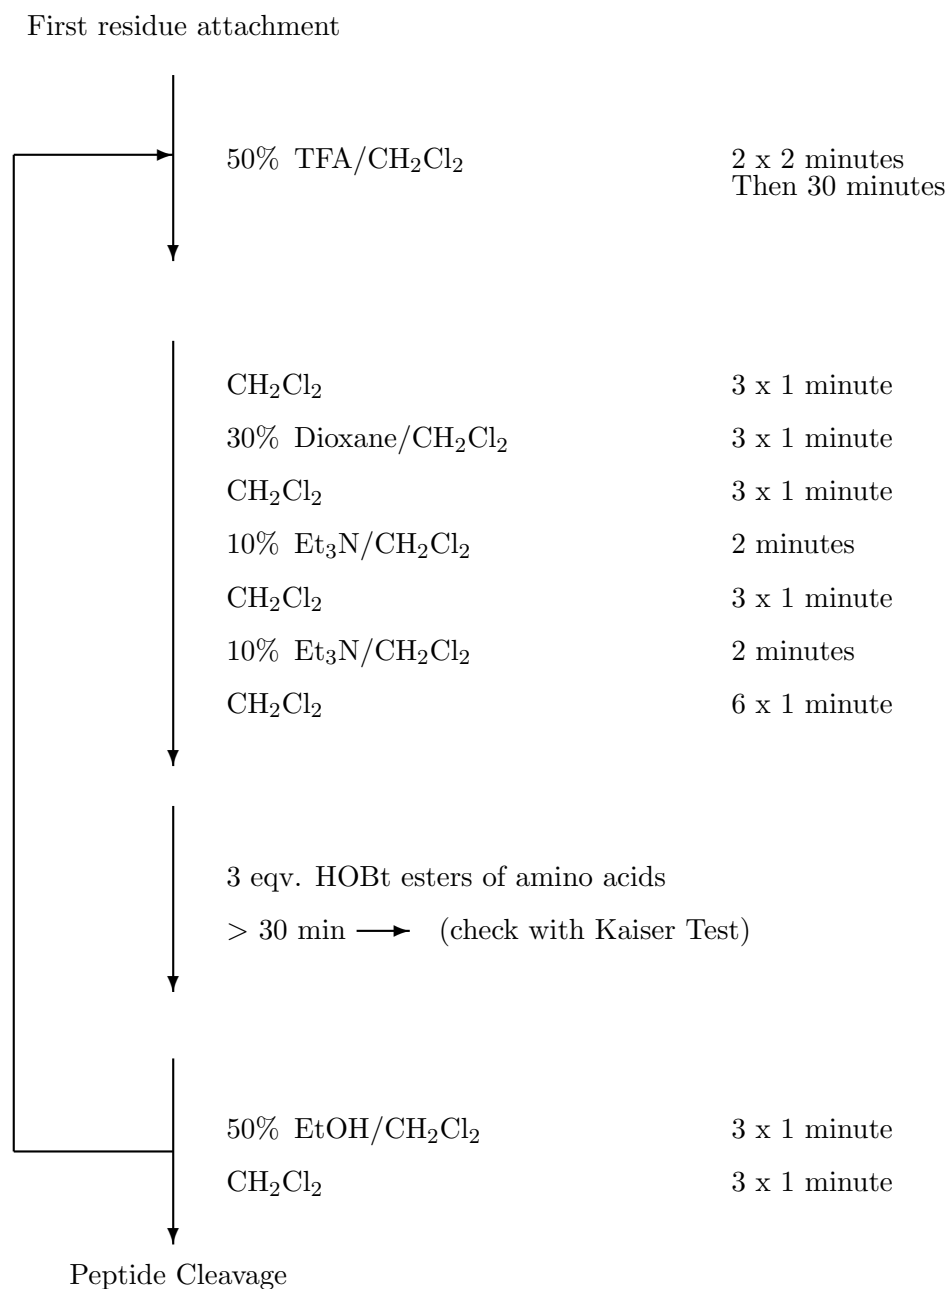 First residue attachment
50% TFA/CH₂Cl₂ 2 x 2 minutes
Then 30 minutes
CH₂Cl₂ 3 x 1 minute
30% Dioxane/CH₂Cl₂ 3 x 1 minute
CH₂Cl₂ 3 x 1 minute
10% Et₃N/CH₂Cl₂ 2 minutes
CH₂Cl₂ 3 x 1 minute
10% Et₃N/CH₂Cl₂ 2 minutes
CH₂Cl₂ 6 x 1 minute
3 eqv. HOBt esters of amino acids
> 30 min ⟶ (check with Kaiser Test)
50% EtOH/CH₂Cl₂ 3 x 1 minute
CH₂Cl₂ 3 x 1 minute
Peptide Cleavage